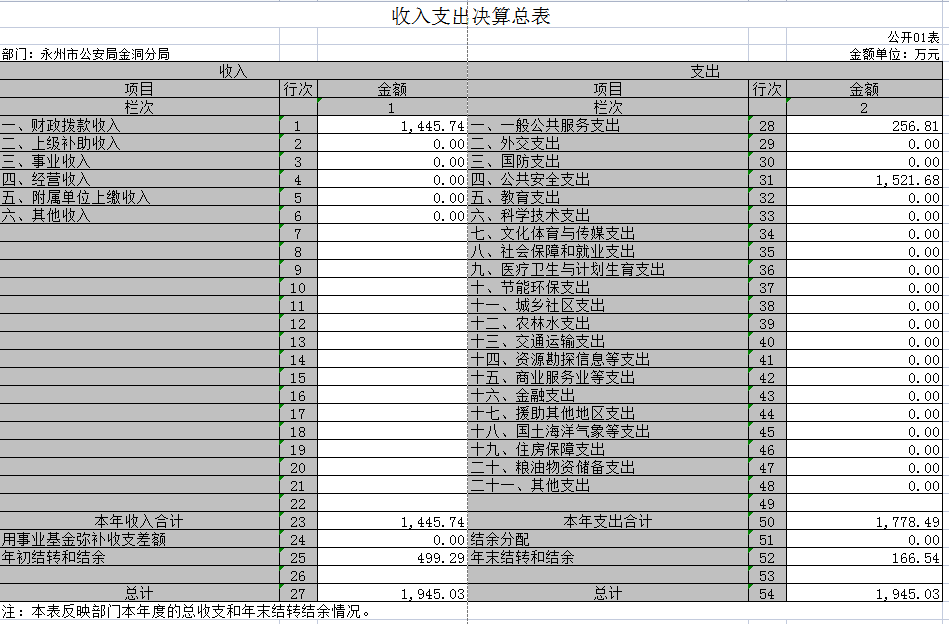 收入支出决算总表
公开01表
部门：永州市公安局金洞分局 金额单位：万元
收入 支出
项目 行次 金额 项目 行次 金额
栏次 1 栏次 2
一、财政拨款收入 1 1,445.74 一、一般公共服务支出 28 256.81
二、上级补助收入 2 0.00 二、外交支出 29 0.00
三、事业收入 3 0.00 三、国防支出 30 0.00
四、经营收入 4 0.00 四、公共安全支出 31 1,521.68
五、附属单位上缴收入 5 0.00 五、教育支出 32 0.00
六、其他收入 6 0.00 六、科学技术支出 33 0.00
7 七、文化体育与传媒支出 34 0.00
8 八、社会保障和就业支出 35 0.00
9 九、医疗卫生与计划生育支出 36 0.00
10 十、节能环保支出 37 0.00
11 十一、城乡社区支出 38 0.00
12 十二、农林水支出 39 0.00
13 十三、交通运输支出 40 0.00
14 十四、资源勘探信息等支出 41 0.00
15 十五、商业服务业等支出 42 0.00
16 十六、金融支出 43 0.00
17 十七、援助其他地区支出 44 0.00
18 十八、国土海洋气象等支出 45 0.00
19 十九、住房保障支出 46 0.00
20 二十、粮油物资储备支出 47 0.00
21 二十一、其他支出 48 0.00
22 49
本年收入合计 23 1,445.74 本年支出合计 50 1,778.49
用事业基金弥补收支差额 24 0.00 结余分配 51 0.00
年初结转和结余 25 499.29 年末结转和结余 52 166.54
26 53
总计 27 1,945.03 总计 54 1,945.03
注：本表反映部门本年度的总收支和年末结转结余情况。